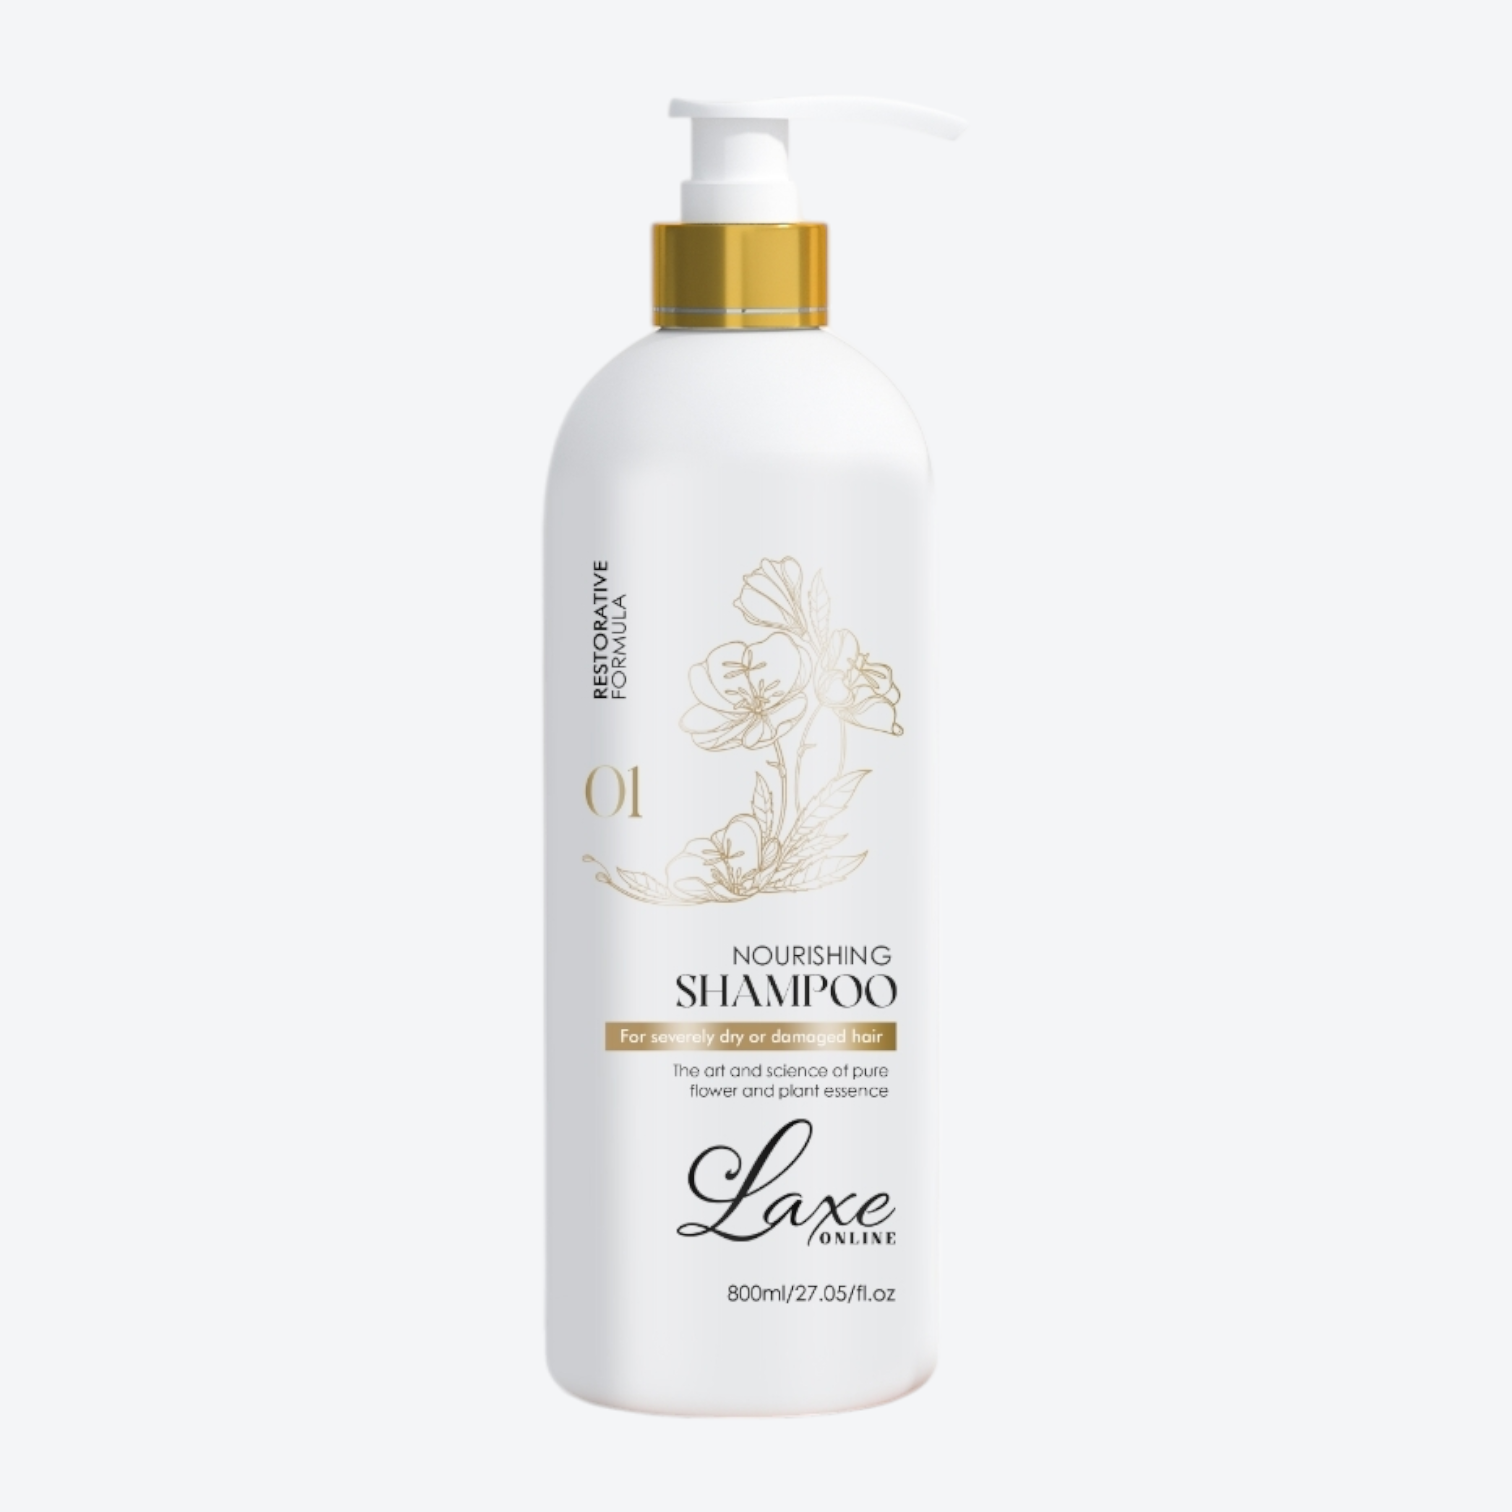 RESTORATIVE
FORMULA
01
NOURISHING
SHAMPOO
For severely dry or damaged hair
The art and science of pure
flower and plant essence
Laxe
ONLINE
800ml/27.05/fl.oz